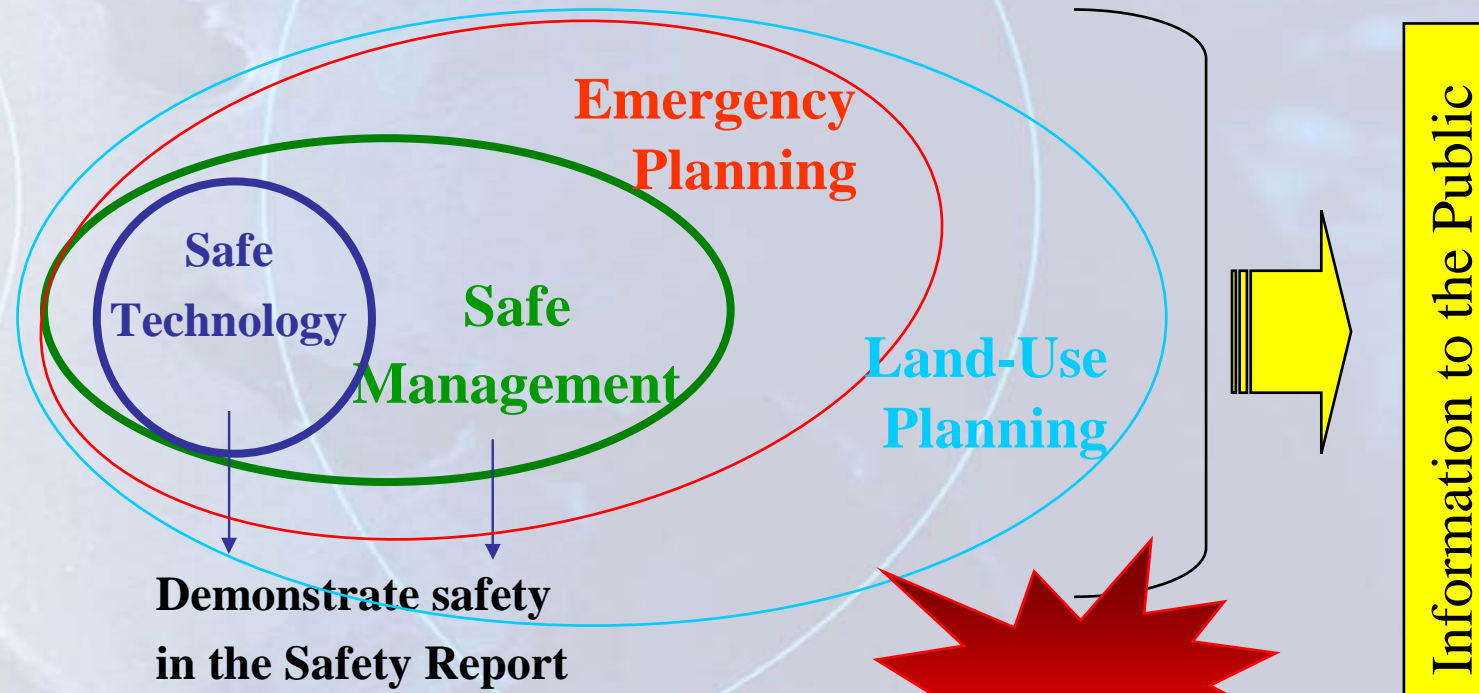 Emergency
Planning
Safe
Technology
Safe
Management
Land-Use
Planning
Demonstrate safety
in the Safety Report
Information to the Public